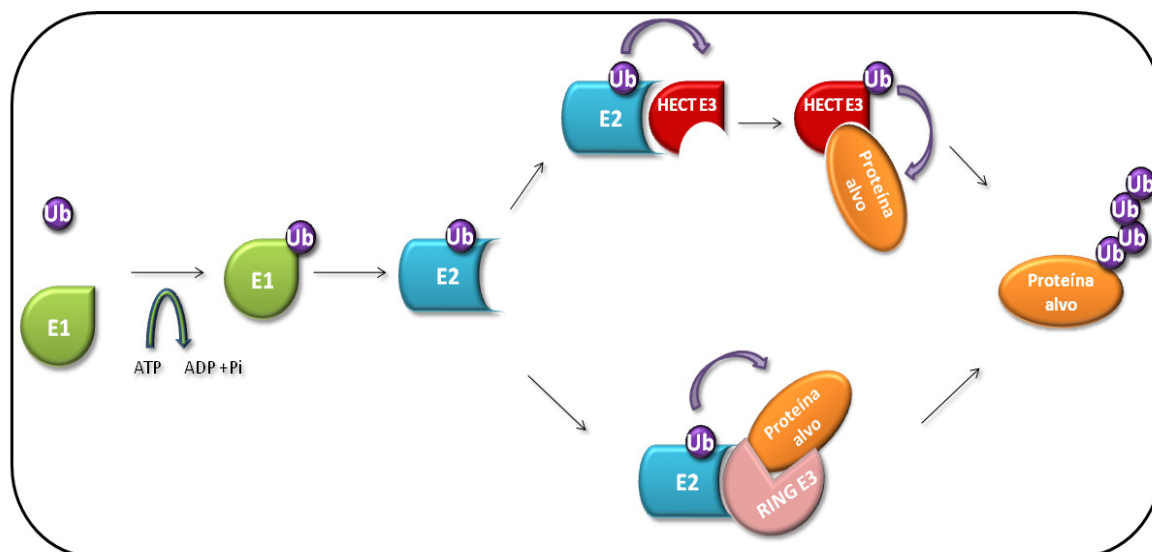 Ub
E1
ATP
ADP +Pi
Ub
E1
Ub
E2
Ub
E2
HECT E3
Ub
HECT E3
Proteína
alvo
Ub
E2
RING E3
Proteína
alvo
Ub
Ub
Ub
Ub
Proteína
alvo